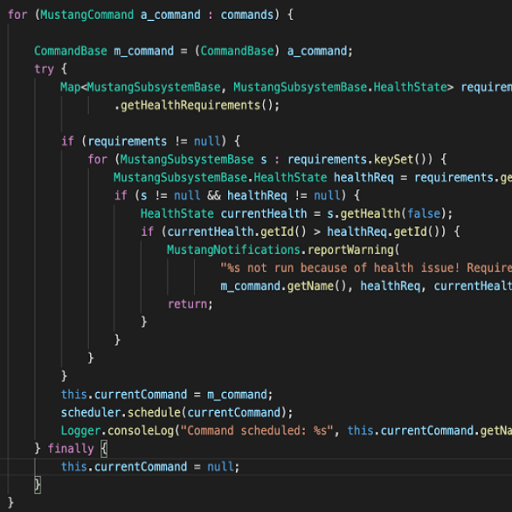 for (MustangCommand a_command : commands) {
CommandBase m_command = (CommandBase) a_command;
try {
Map<MustangSubsystemBase, MustangSubsystemBase.HealthState> requirem
.getHealthRequirements();
if (requirements != null) {
for (MustangSubsystemBase s : requirements.keySet()) {
MustangSubsystemBase.HealthState healthReq = requirements.ge
if (s != null && healthReq != null) {
HealthState currentHealth = s.getHealth(false);
if (currentHealth.getId() > healthReq.getId()) {
MustangNotifications.reportWarning(
"%s not run because of health issue! Require
m_command.getName(), healthReq, currentHealt
return;
}
}
}
}
this.currentCommand = m_command;
scheduler.schedule(currentCommand);
Logger.consoleLog("Command scheduled: %s", this.currentCommand.getNa
} finally {
this.currentCommand = null;
}
}